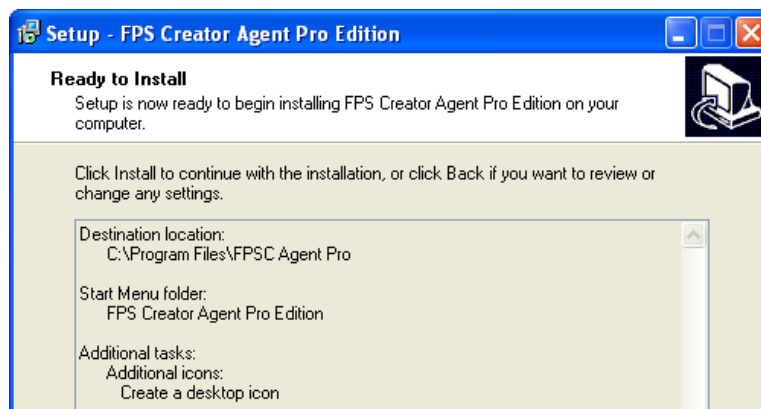 Setup - FPS Creator Agent Pro Edition
Ready to Install
Setup is now ready to begin installing FPS Creator Agent Pro Edition on your
computer.
Click Install to continue with the installation, or click Back if you want to review or
change any settings.
Destination location:
C:\Program Files\FPSC Agent Pro
Start Menu folder:
FPS Creator Agent Pro Edition
Additional tasks:
Additional icons:
Create a desktop icon